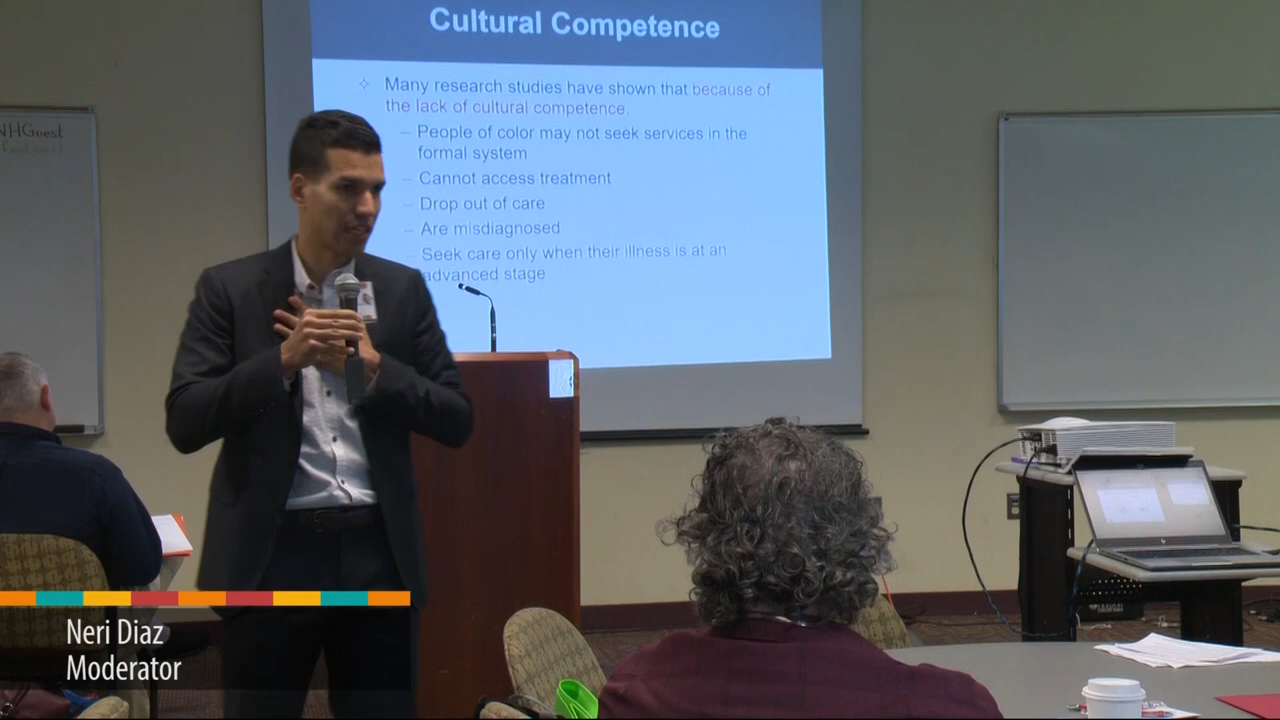 Cultural Competence
Many research studies have shown that because of
the lack of cultural competence.
– People of color may not seek services in the
formal system
– Cannot access treatment
– Drop out of care
– Are misdiagnosed
Seek care only when their illness is at an
advanced stage
NHGuest
Neri Diaz
Moderator